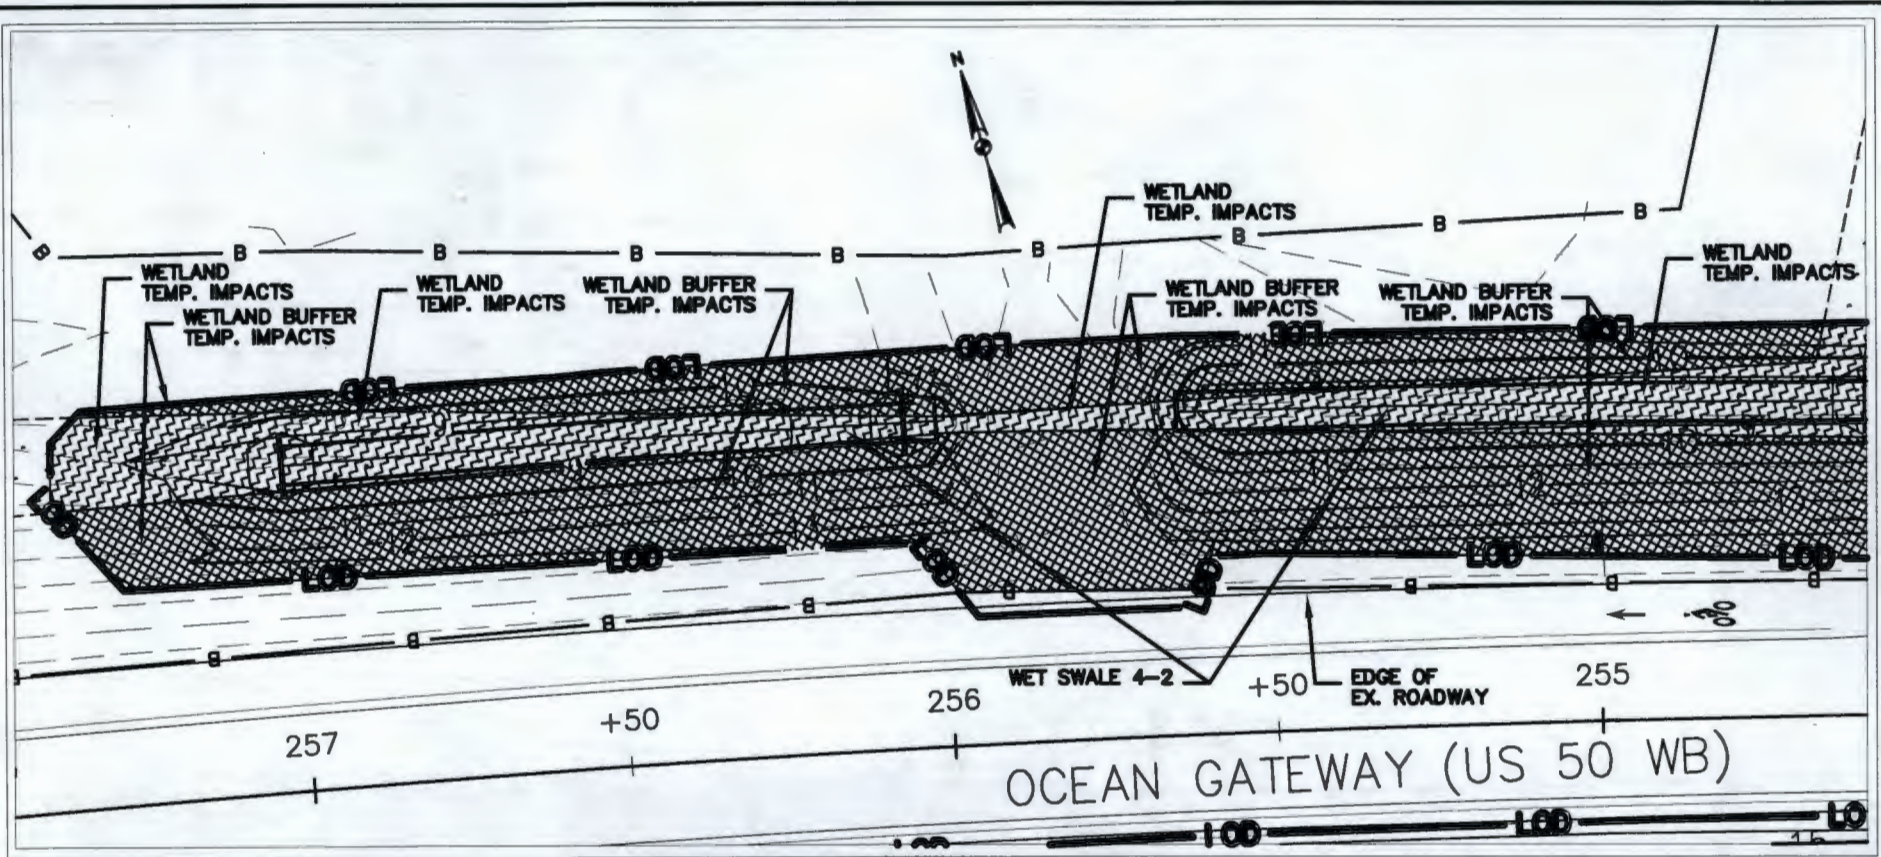 N
WETLAND
TEMP. IMPACTS
B
B
B
B
B
B
B
B
B
WETLAND
TEMP. IMPACTS
WETLAND
TEMP. IMPACTS
WETLAND BUFFER
TEMP. IMPACTS
WETLAND BUFFER
TEMP. IMPACTS
WETLAND BUFFER
TEMP. IMPACTS
WETLAND
TEMP. IMPACTS
WETLAND BUFFER
TEMP. IMPACTS
LOD
LOD
LOD
LOD
LOD
LOD
LOD
LOD
LOD
LOD
LOD
B
B
B
B
B
B
B
B
WET SWALE 4-2
EDGE OF
EX. ROADWAY
257
+50
256
+50
255
OCEAN GATEWAY (US 50 WB)
LOD
LOD
LO